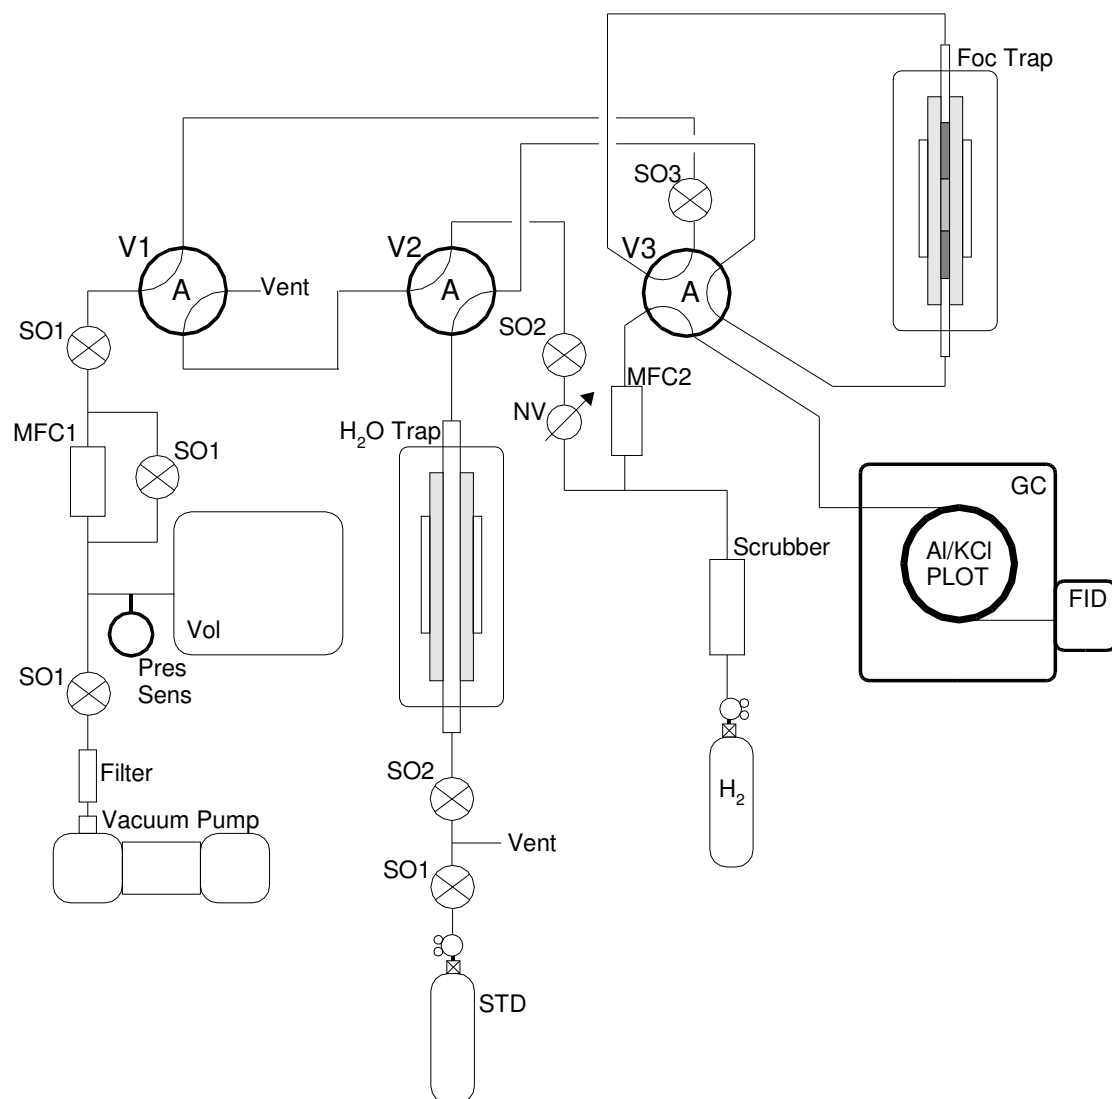 Foc Trap
SO3
V1
V2
V3
A
A
A
Vent
SO1
SO2
MFC2
NV
MFC1
SO1
H2O Trap
GC
Scrubber
Al/KCl
PLOT
FID
Vol
Pres
Sens
SO1
Filter
SO2
H2
Vacuum Pump
Vent
SO1
STD